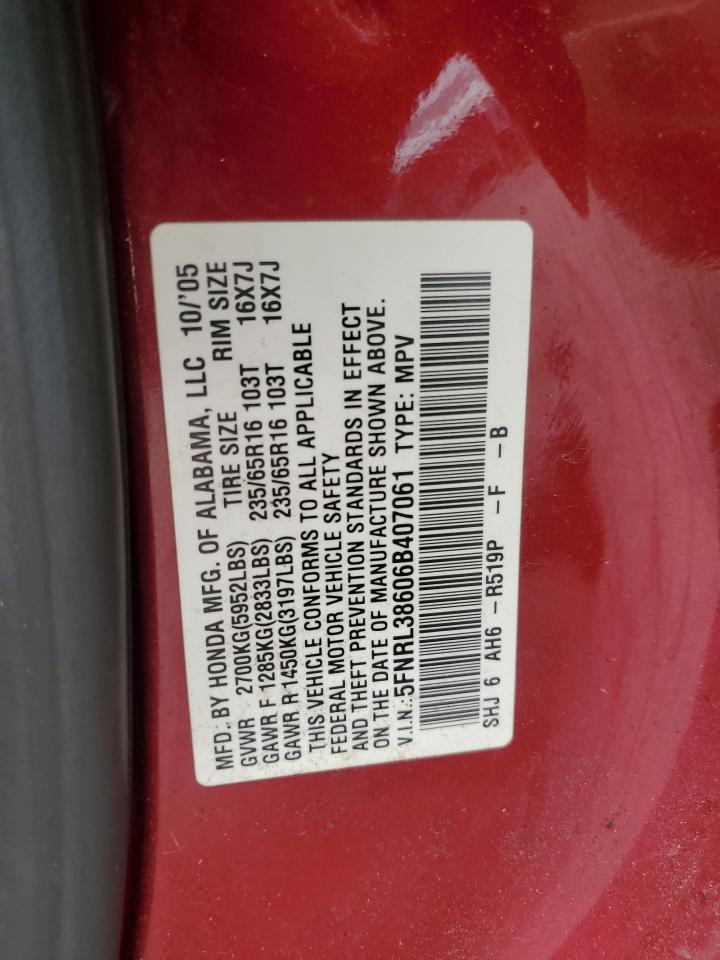 MFD. BY HONDA MFG. OF ALABAMA, LLC 10/'05
GVWR 2700KG(5952LBS) TIRE SIZE RIM SIZE
GAWR F 1285KG(2833LBS) 235/65R16 103T 16X7J
GAWR R 1450KG(3197LBS) 235/65R16 103T 16X7J
THIS VEHICLE CONFORMS TO ALL APPLICABLE
FEDERAL MOTOR VEHICLE SAFETY
AND THEFT PREVENTION STANDARDS IN EFFECT
ON THE DATE OF MANUFACTURE SHOWN ABOVE.
V.I.N.:5FNRL38606B407061 TYPE: MPV
SHJ 6 AH6 -R519P -F -B